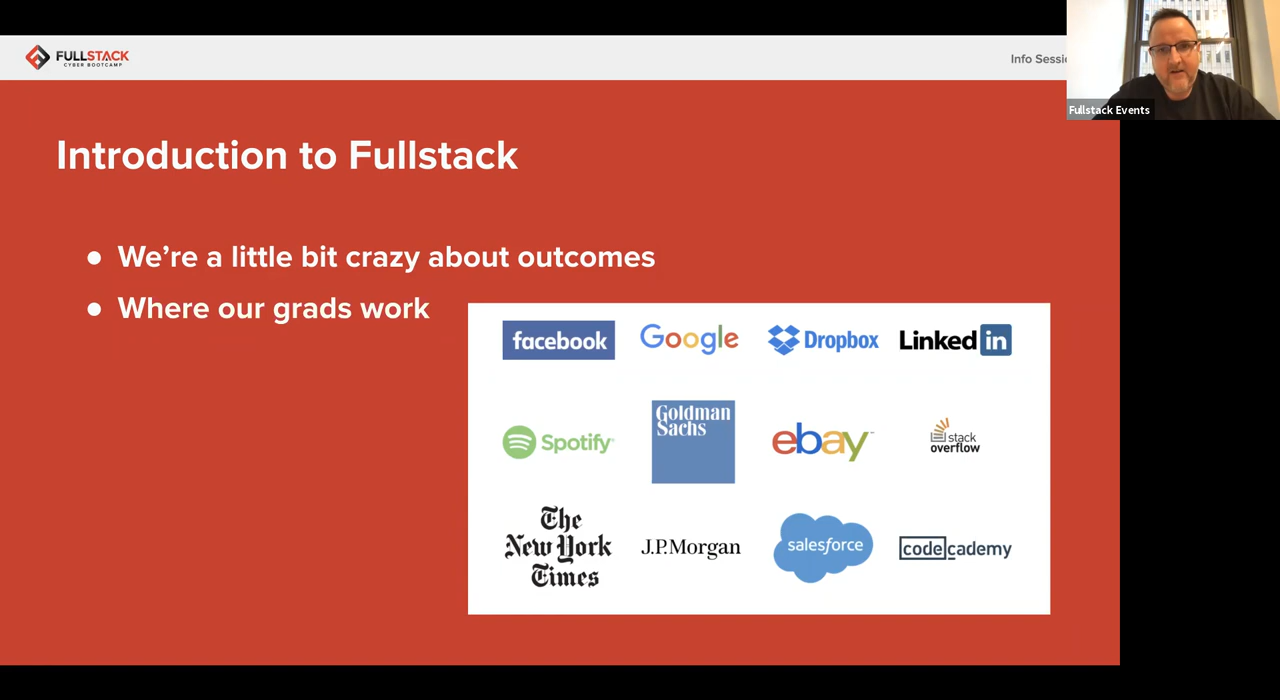 FULLSTACK
CYBER BOOTCAMP
Info Sessi
Fullstack Events
Introduction to Fullstack
● We're a little bit crazy about outcomes
● Where our grads work
facebook
Google
Dropbox
Linked in
Spotify
Goldman
Sachs
ebay™
stack
overflow
The
New York
Times
J.P.Morgan
salesforce
codecademy